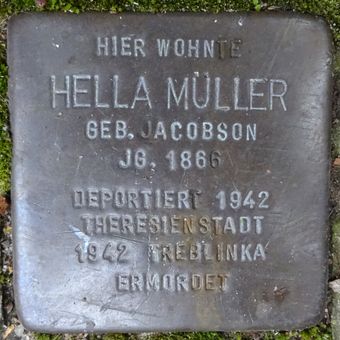 HIER WOHNTE
HELLA MÜLLER
GEB. JACOBSON
JG. 1866
DEPORTIERT 1942
THERESIENSTADT
1942 TREBLINKA
ERMORDET